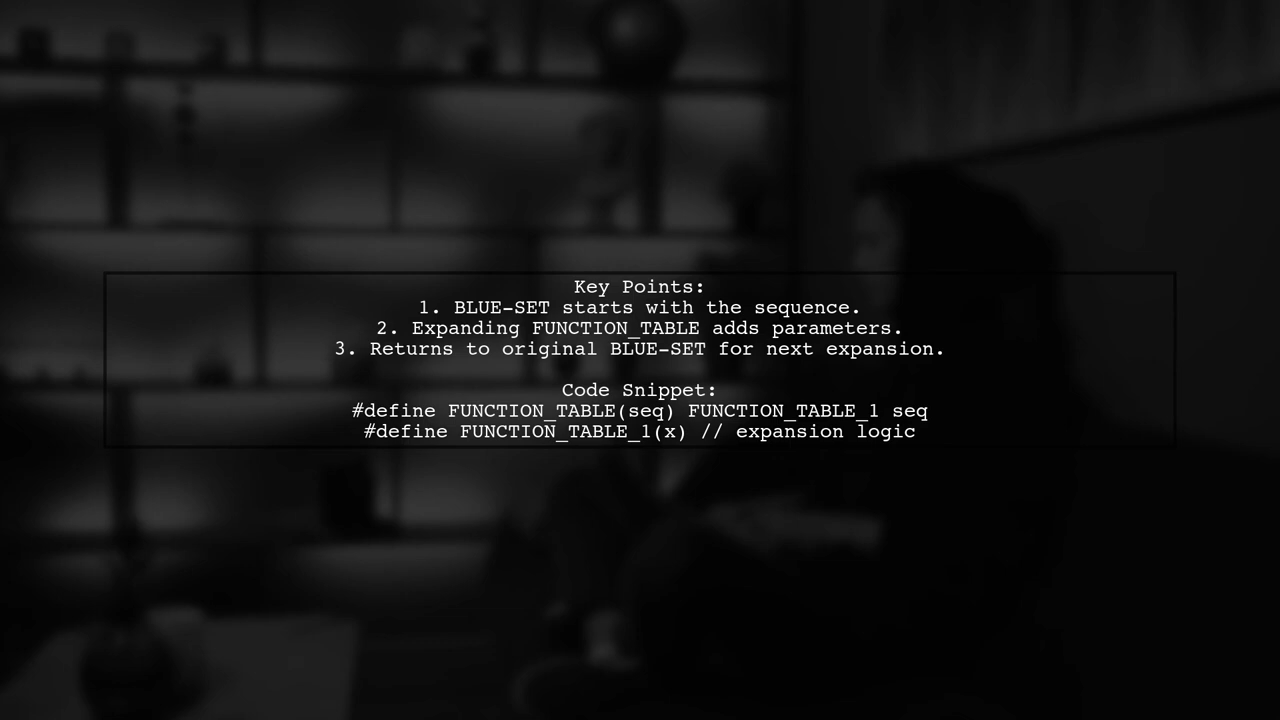 Key Points:
1. BLUE-SET starts with the sequence.
2. Expanding FUNCTION_TABLE adds parameters.
3. Returns to original BLUE-SET for next expansion.
Code Snippet:
#define FUNCTION_TABLE(seq) FUNCTION_TABLE_1 seq
#define FUNCTION_TABLE_1(x) // expansion logic